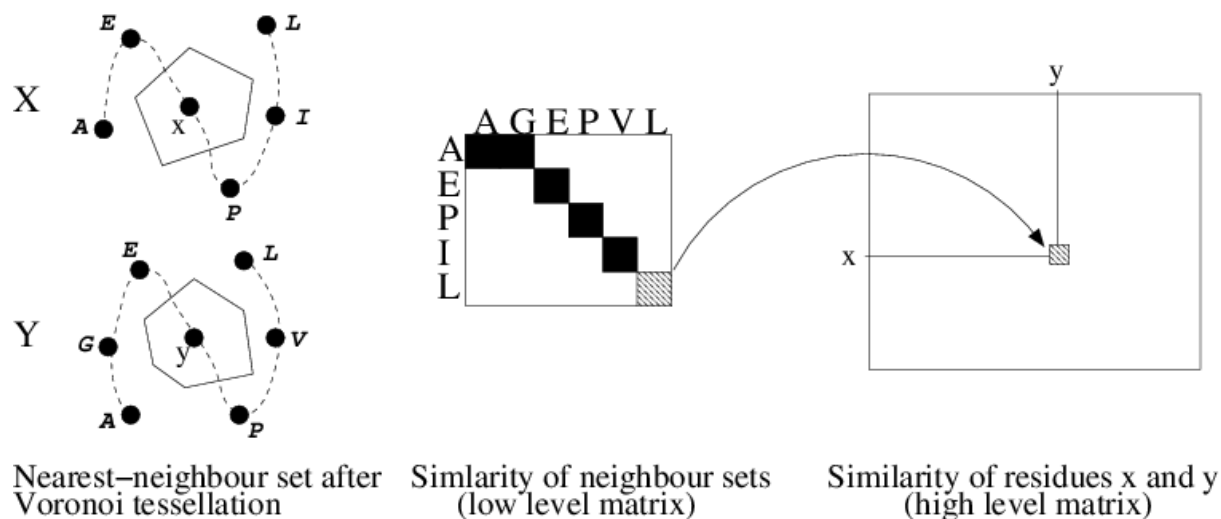 E
L
X
x
A
I
P
E
L
Y
G
y
V
A
P
A G E P V L
A
E
P
I
L
y
x
Nearest-neighbour set after
Voronoi tessellation
Simlarity of neighbour sets
(low level matrix)
Similarity of residues x and y
(high level matrix)